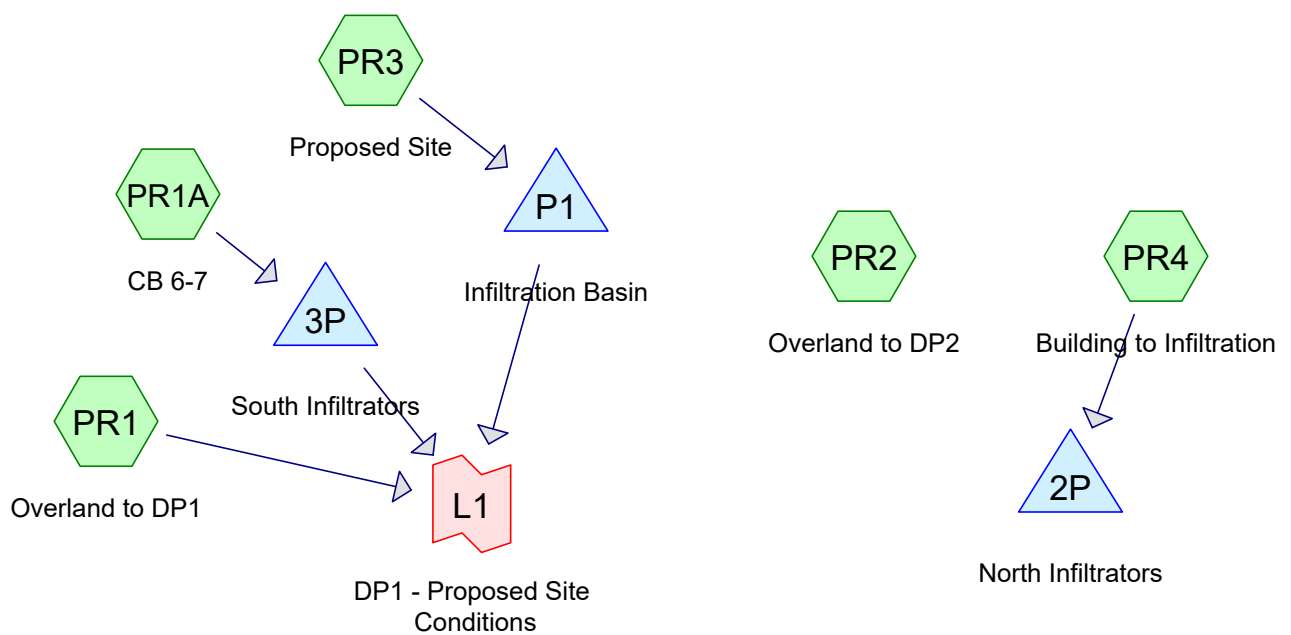 PR3
Proposed Site
PR1A
CB 6-7
P1
Infiltration Basin
3P
South Infiltrators
PR1
Overland to DP1
L1
DP1 - Proposed Site
Conditions
PR2
Overland to DP2
PR4
Building to Infiltration
2P
North Infiltrators